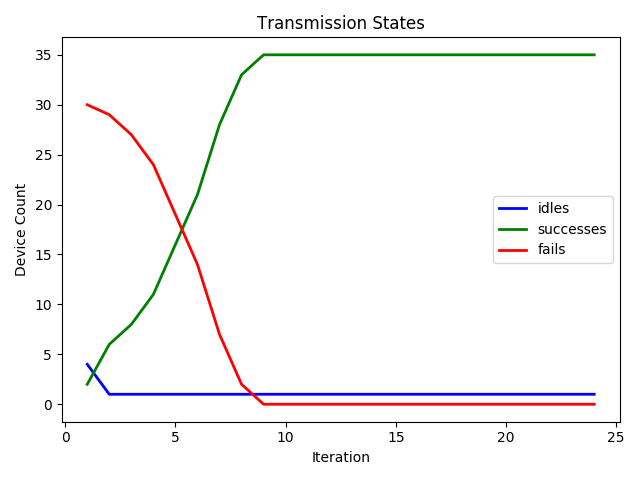 Transmission States
Device Count
35
30
25
20
15
10
5
0
idles
successes
fails
0 5 10 15 20 25
Iteration